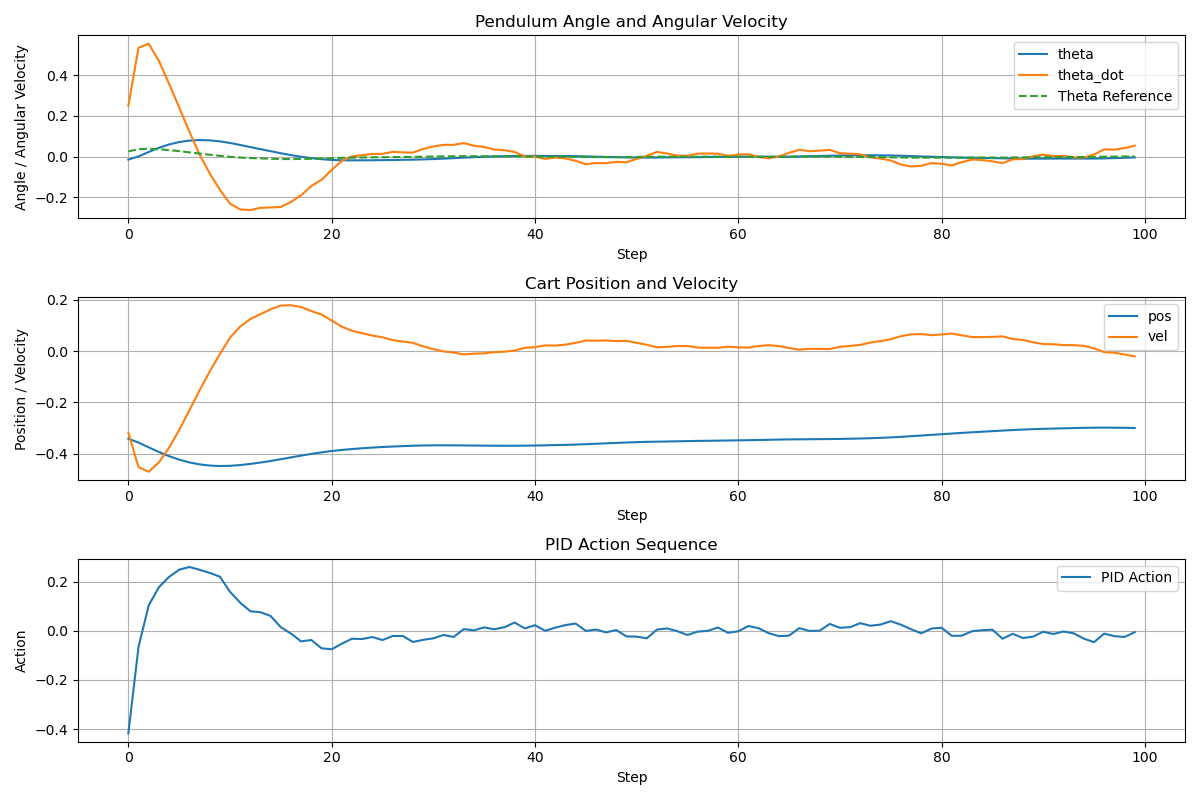 Pendulum Angle and Angular Velocity
Angle / Angular Velocity
0.4
0.2
0.0
−0.2
theta
theta_dot
Theta Reference
0 20 40 60 80 100
Step
Cart Position and Velocity
Position / Velocity
0.2
0.0
−0.2
−0.4
pos
vel
0 20 40 60 80 100
Step
PID Action Sequence
Action
0.2
0.0
−0.2
−0.4
PID Action
0 20 40 60 80 100
Step